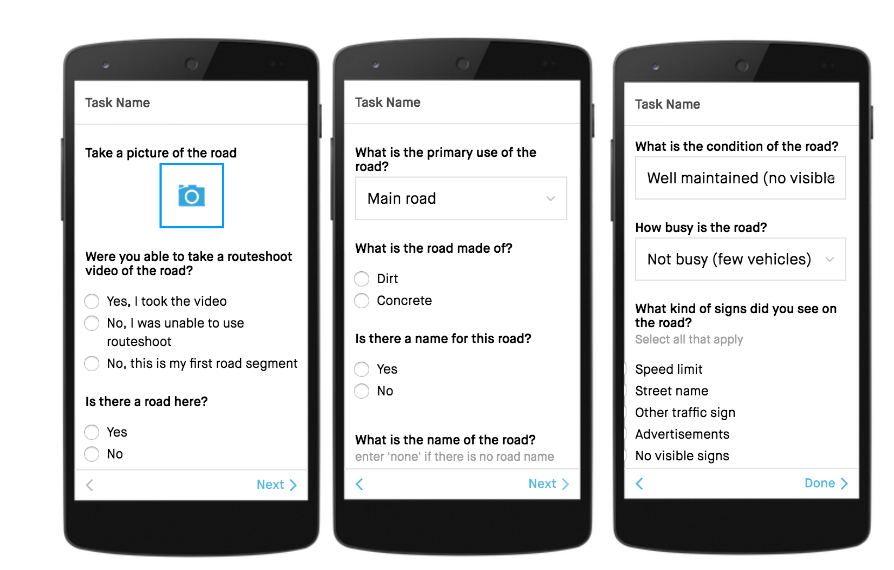 Task Name
Take a picture of the road
Were you able to take a routeshoot
video of the road?
Yes, I took the video
No, I was unable to use
routeshoot
No, this is my first road segment
Is there a road here?
Yes
No
Next
Task Name
What is the primary use of the
road?
Main road
What is the road made of?
Dirt
Concrete
Is there a name for this road?
Yes
No
What is the name of the road?
enter 'none' if there is no road name
Next
Task Name
What is the condition of the road?
Well maintained (no visible
How busy is the road?
Not busy (few vehicles)
What kind of signs did you see on
the road?
Select all that apply
Speed limit
Street name
Other traffic sign
Advertisements
No visible signs
Done